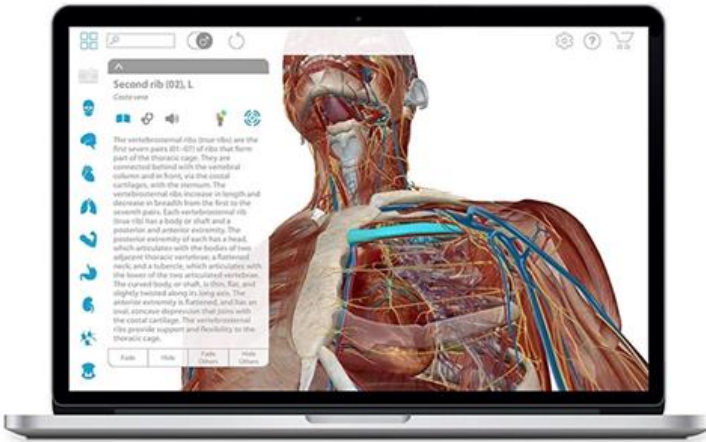 Second rib (02), L
Costa verae
The vertebrosternal ribs (true ribs) are the
first seven pairs (01-07) of ribs that form
part of the thoracic cage. They are
connected behind with the vertebral
column and in front, via the costal
cartilages, with the sternum. The
vertebrosternal ribs increase in length and
decrease in breadth from the first to the
seventh pairs. Each vertebrosternal rib
(true rib) has a body or shaft and a
posterior and anterior extremity. The
posterior extremity of each has a head,
which articulates with the bodies of two
adjacent thoracic vertebrae; a flattened
neck; and a tubercle, which articulates with
the lower of the two articulated vertebrae.
The curved body, or shaft, is thin, flat, and
slightly twisted along its long axis. The
anterior extremity is flattened, and has an
oval, concave depression that joins with
the costal cartilage. The vertebrosternal
ribs provide support and flexibility to the
thoracic cage.
Fade
Hide
Fade
Others
Hide
Others
?